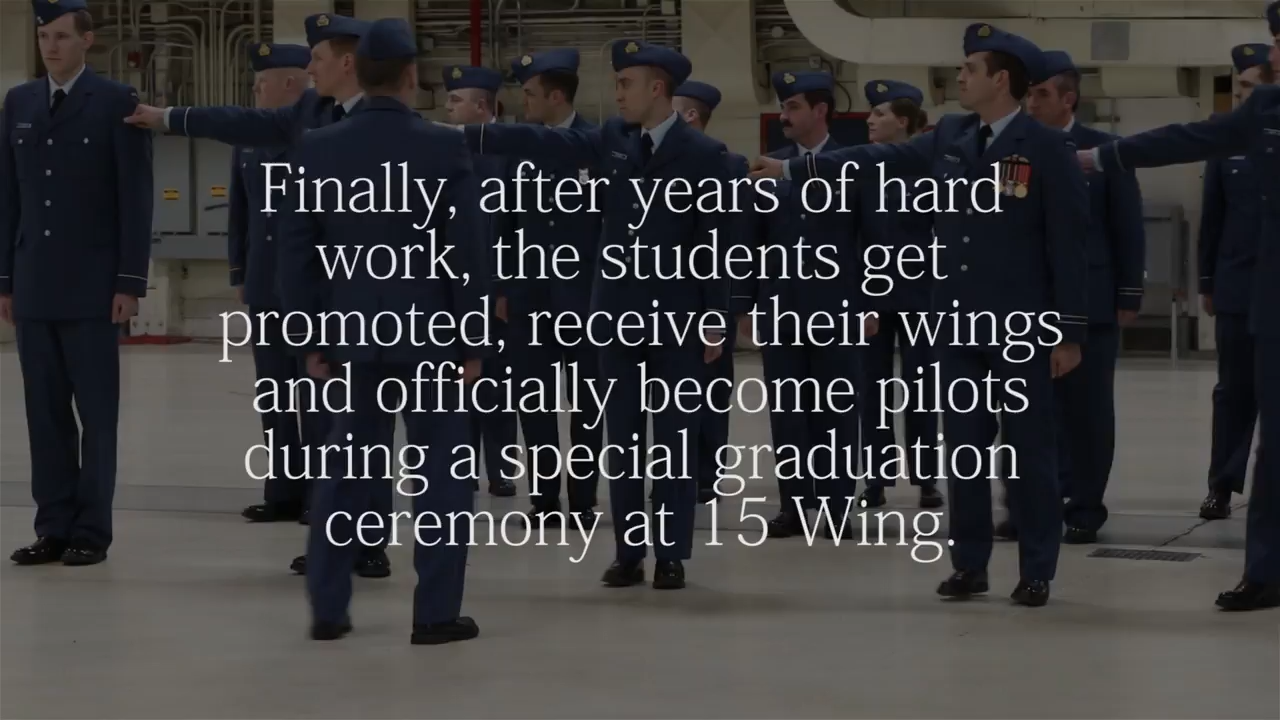 Finally, after years of hard
work, the students get
promoted, receive their wings
and officially become pilots
during a special graduation
ceremony at 15 Wing.